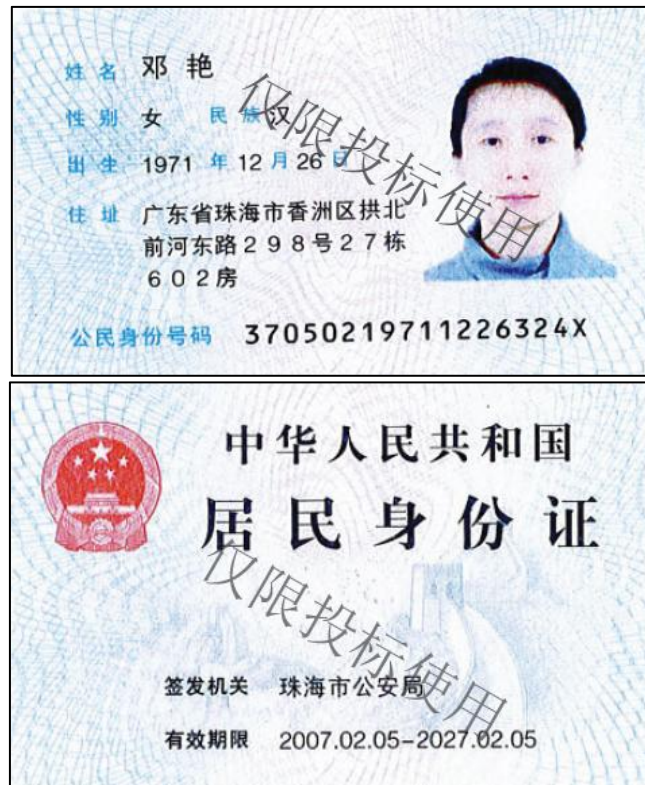 姓名 邓艳
性别 女 民族 汉
出生 1971 年 12 月 26 日
住址 广东省珠海市香洲区拱北
前河东路298号27栋
602房
公民身份号码 37050219711226324X
仅限投标使用
中华人民共和国
居民身份证
签发机关 珠海市公安局
有效期限 2007.02.05-2027.02.05
仅限投标使用